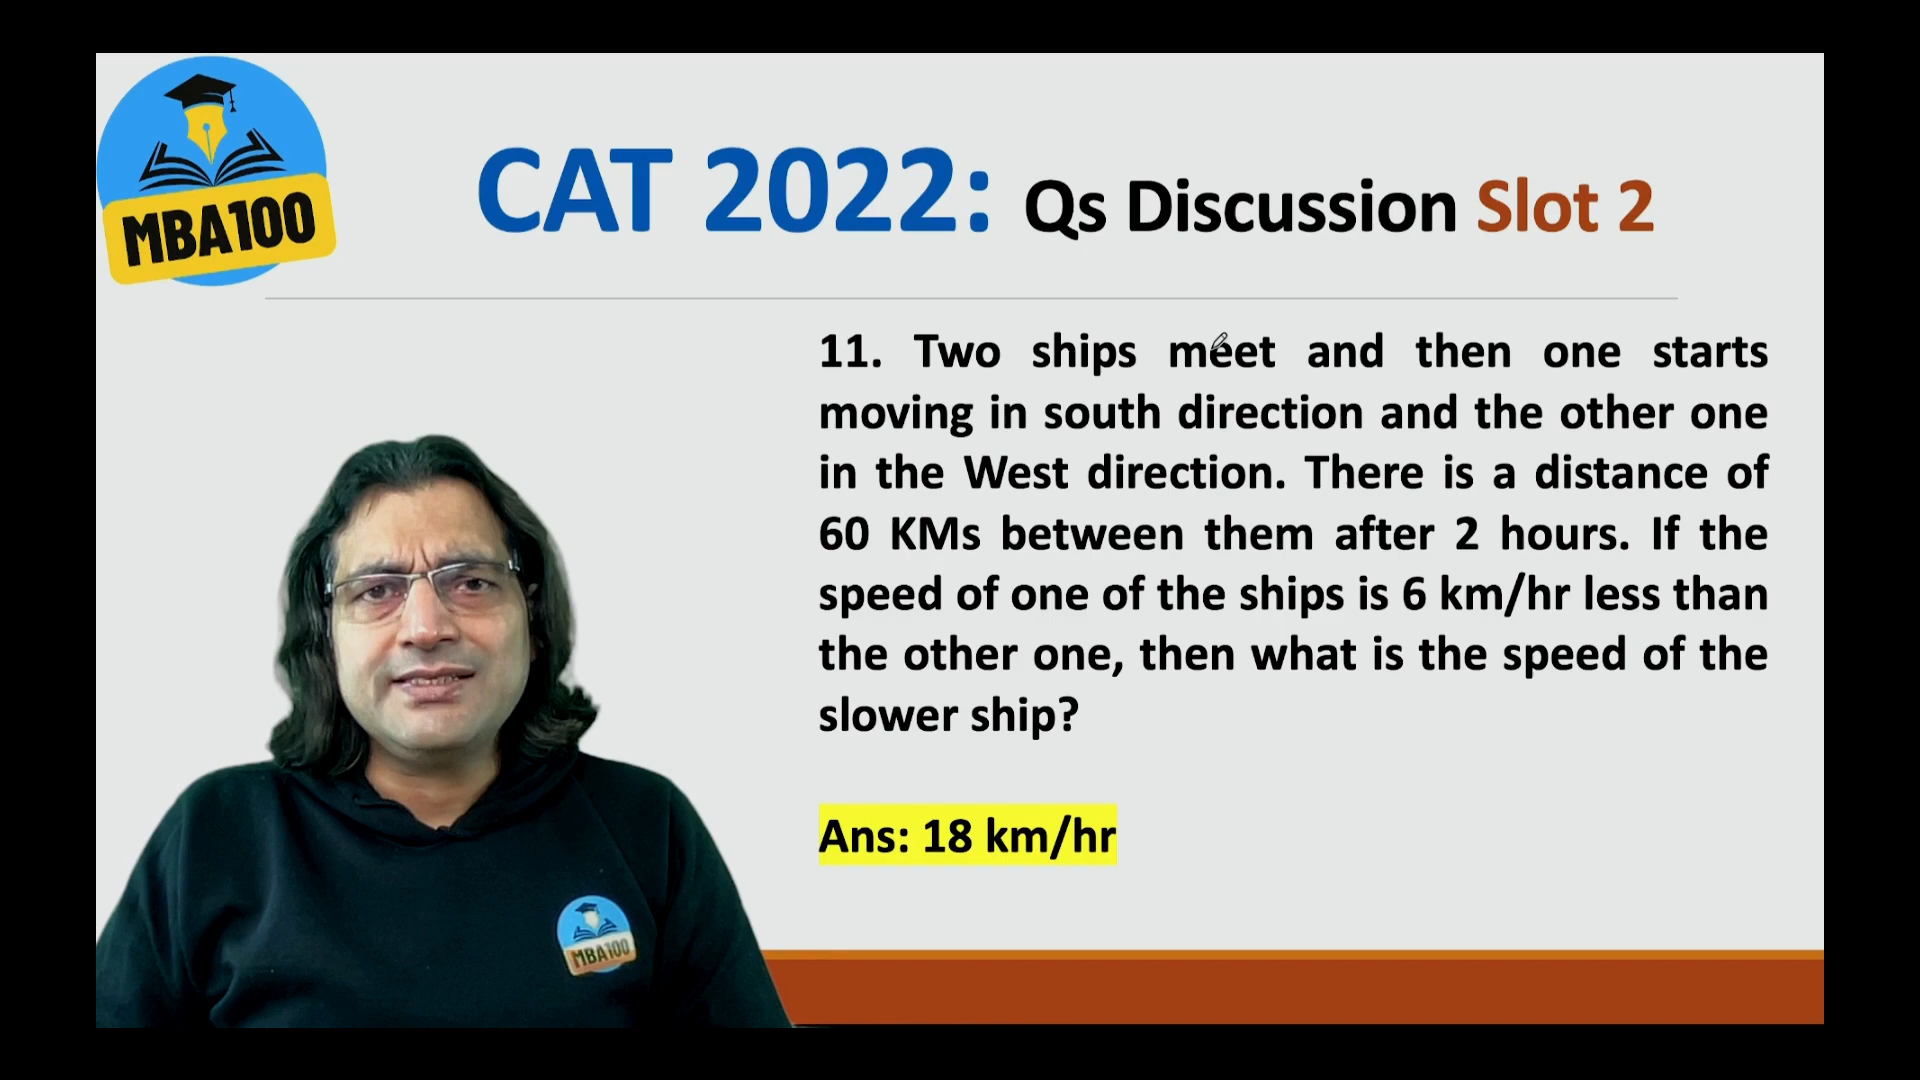 MBA100
CAT 2022: Qs Discussion Slot 2
11. Two ships meet and then one starts
moving in south direction and the other one
in the West direction. There is a distance of
60 KMs between them after 2 hours. If the
speed of one of the ships is 6 km/hr less than
the other one, then what is the speed of the
slower ship?
Ans: 18 km/hr
MBA100